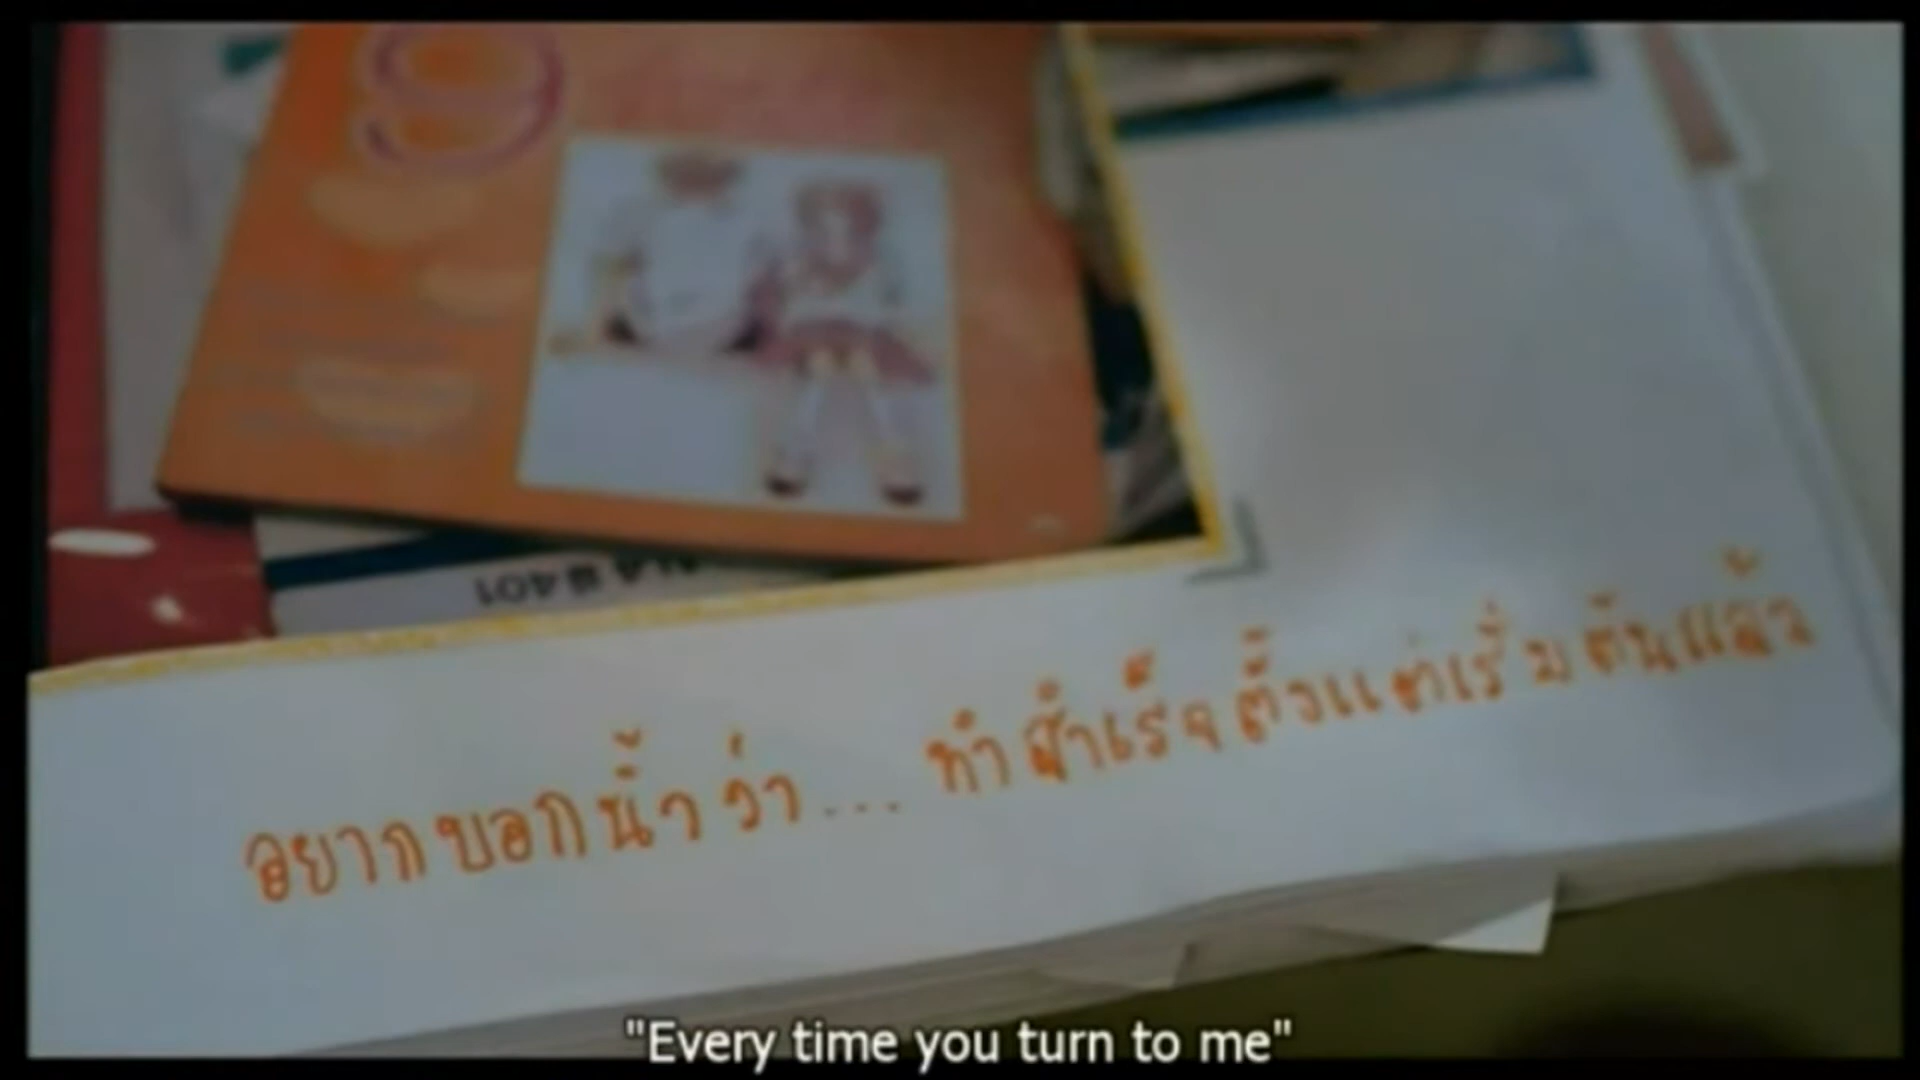 401
อยากบอกน้ำว่า... ทำสำเร็จตั้งแต่เริ่มต้นแล้ว
"Every time you turn to me"